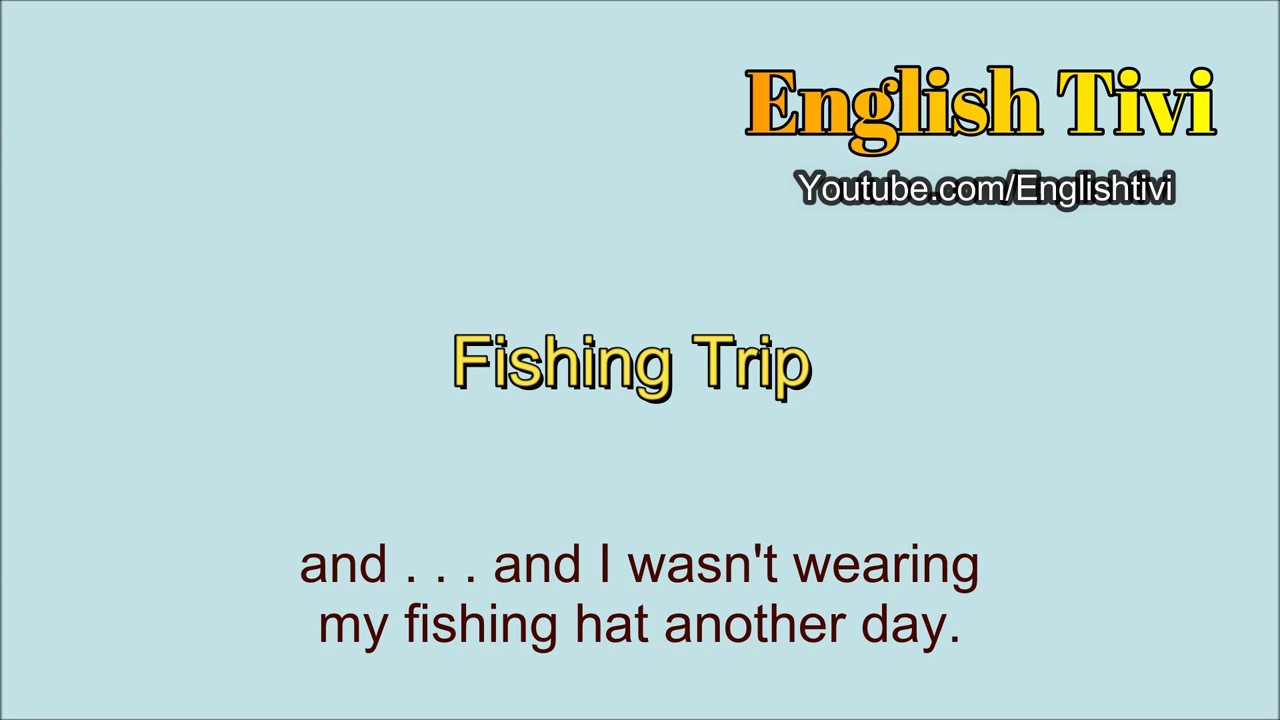 English Tivi
Youtube.com/Englishtivi
Fishing Trip
and . . . and I wasn't wearing
my fishing hat another day.